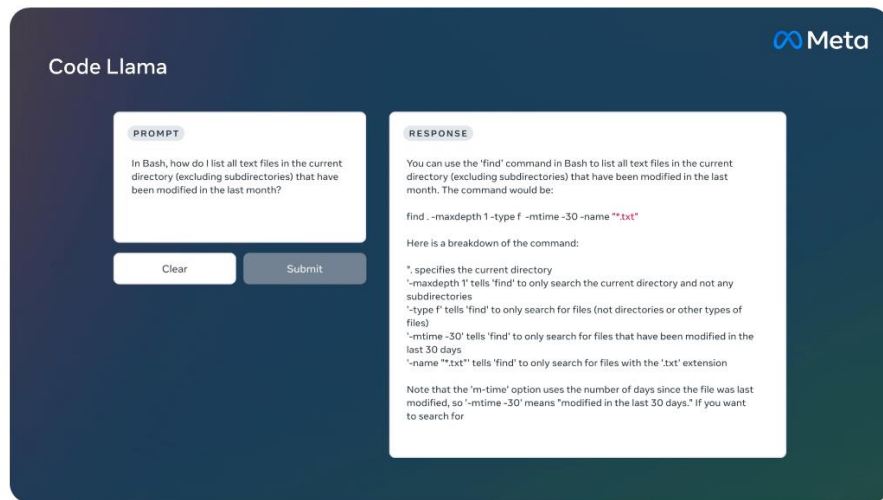 Meta
Code Llama
PROMPT
In Bash, how do I list all text files in the current
directory (excluding subdirectories) that have
been modified in the last month?
Clear
Submit
RESPONSE
You can use the 'find' command in Bash to list all text files in the current
directory (excluding subdirectories) that have been modified in the last
month. The command would be:
find . -maxdepth 1 -type f -mtime -30 -name "*.txt"
Here is a breakdown of the command:
". specifies the current directory
'-maxdepth 1' tells 'find' to only search the current directory and not any
subdirectories
'-type f' tells 'find' to only search for files (not directories or other types of
files)
'-mtime -30' tells 'find' to only search for files that have been modified in the
last 30 days
'-name "*.txt"' tells 'find' to only search for files with the '.txt' extension
Note that the 'm-time' option uses the number of days since the file was last
modified, so '-mtime -30' means "modified in the last 30 days." If you want
to search for